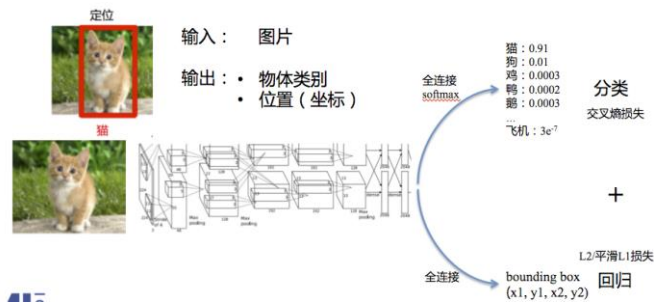 定位
输入： 图片
输出： • 物体类别
• 位置（坐标）
猫
全连接
softmax
猫：0.91
狗：0.01
鸡：0.0003
鸭：0.0002
鹅：0.0003
...
飞机：3e-7
分类
交叉熵损失
+
全连接
bounding box
(x1, y1, x2, y2)
L2/平滑L1损失
回归